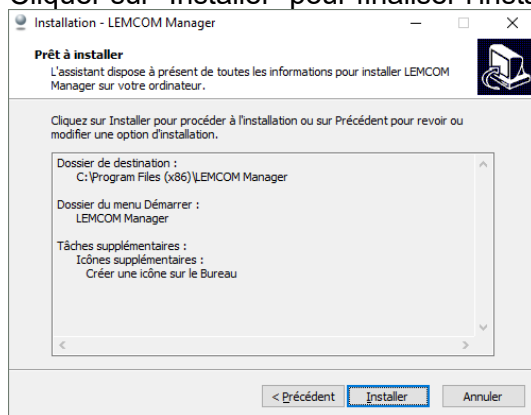 Cliquer sur "Installer" pour finaliser l'insta
Installation - LEMCOM Manager
Prêt à installer
L'assistant dispose à présent de toutes les informations pour installer LEMCOM
Manager sur votre ordinateur.
Cliquez sur Installer pour procéder à l'installation ou sur Précédent pour revoir ou
modifier une option d'installation.
Dossier de destination :
C:\Program Files (x86)\LEMCOM Manager
Dossier du menu Démarrer :
LEMCOM Manager
Tâches supplémentaires :
Icônes supplémentaires :
Créer une icône sur le Bureau
< Précédent
Installer
Annuler